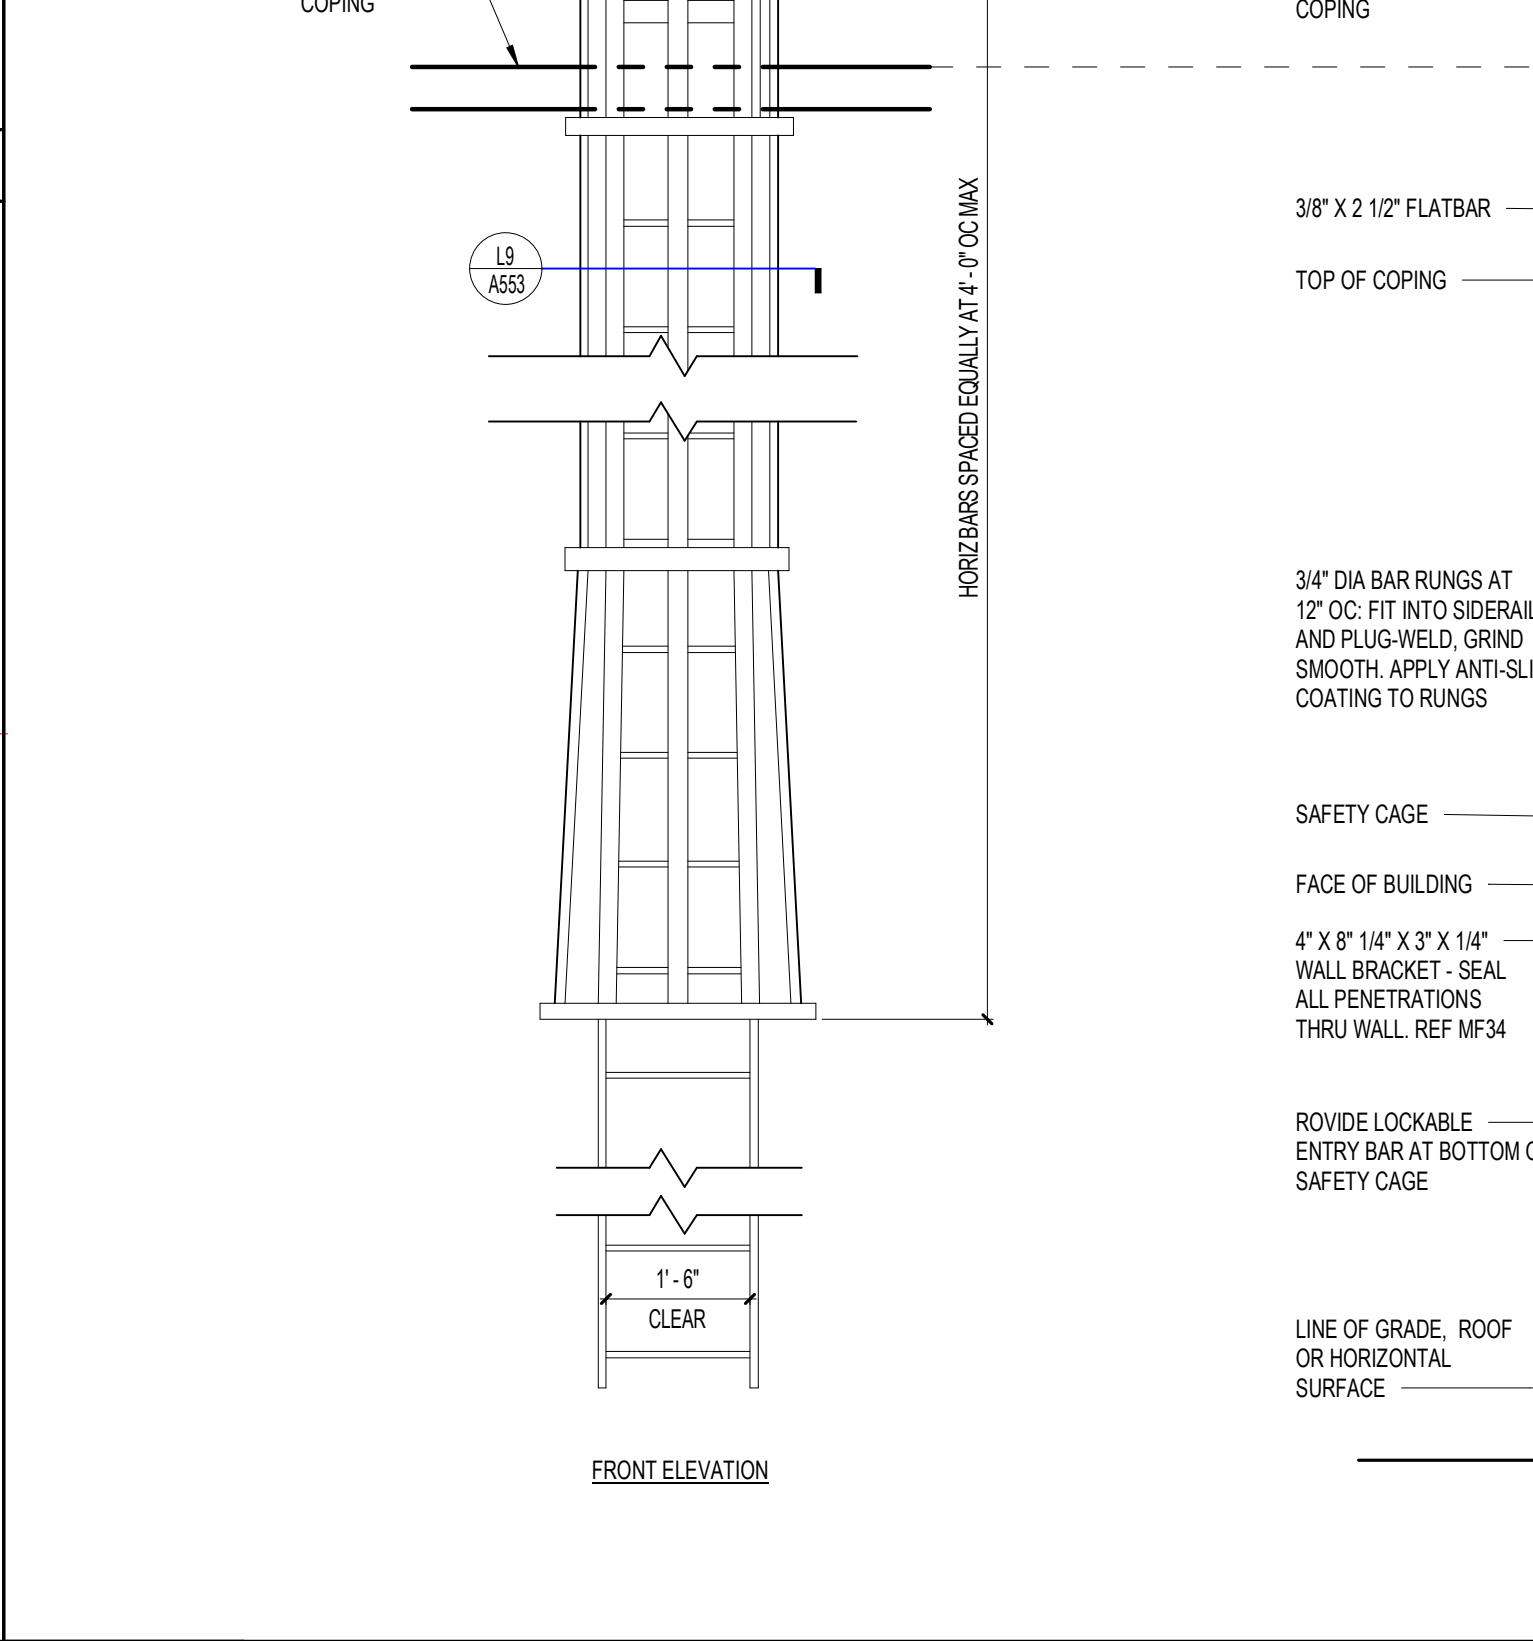 COPING
L9
A553
HORIZ BARS SPACED EQUALLY AT 4' - 0" OC MAX
1' - 6"
CLEAR
FRONT ELEVATION
COPING
3/8" X 2 1/2" FLATBAR
TOP OF COPING
3/4" DIA BAR RUNGS AT
12" OC: FIT INTO SIDERAIL
AND PLUG-WELD, GRIND
SMOOTH. APPLY ANTI-SLI
COATING TO RUNGS
SAFETY CAGE
FACE OF BUILDING
4" X 8" 1/4" X 3" X 1/4"
WALL BRACKET - SEAL
ALL PENETRATIONS
THRU WALL. REF MF34
ROVIDE LOCKABLE
ENTRY BAR AT BOTTOM
SAFETY CAGE
LINE OF GRADE, ROOF
OR HORIZONTAL
SURFACE